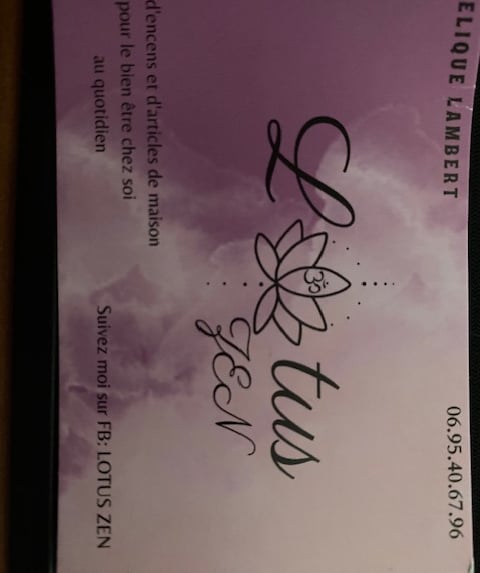 ELIQUE LAMBERT
06.95.40.67.96
Lotus
ZEN
ॐ
d'encens et d'articles de maison
pour le bien être chez soi
au quotidien
Suivez moi sur FB: LOTUS ZEN